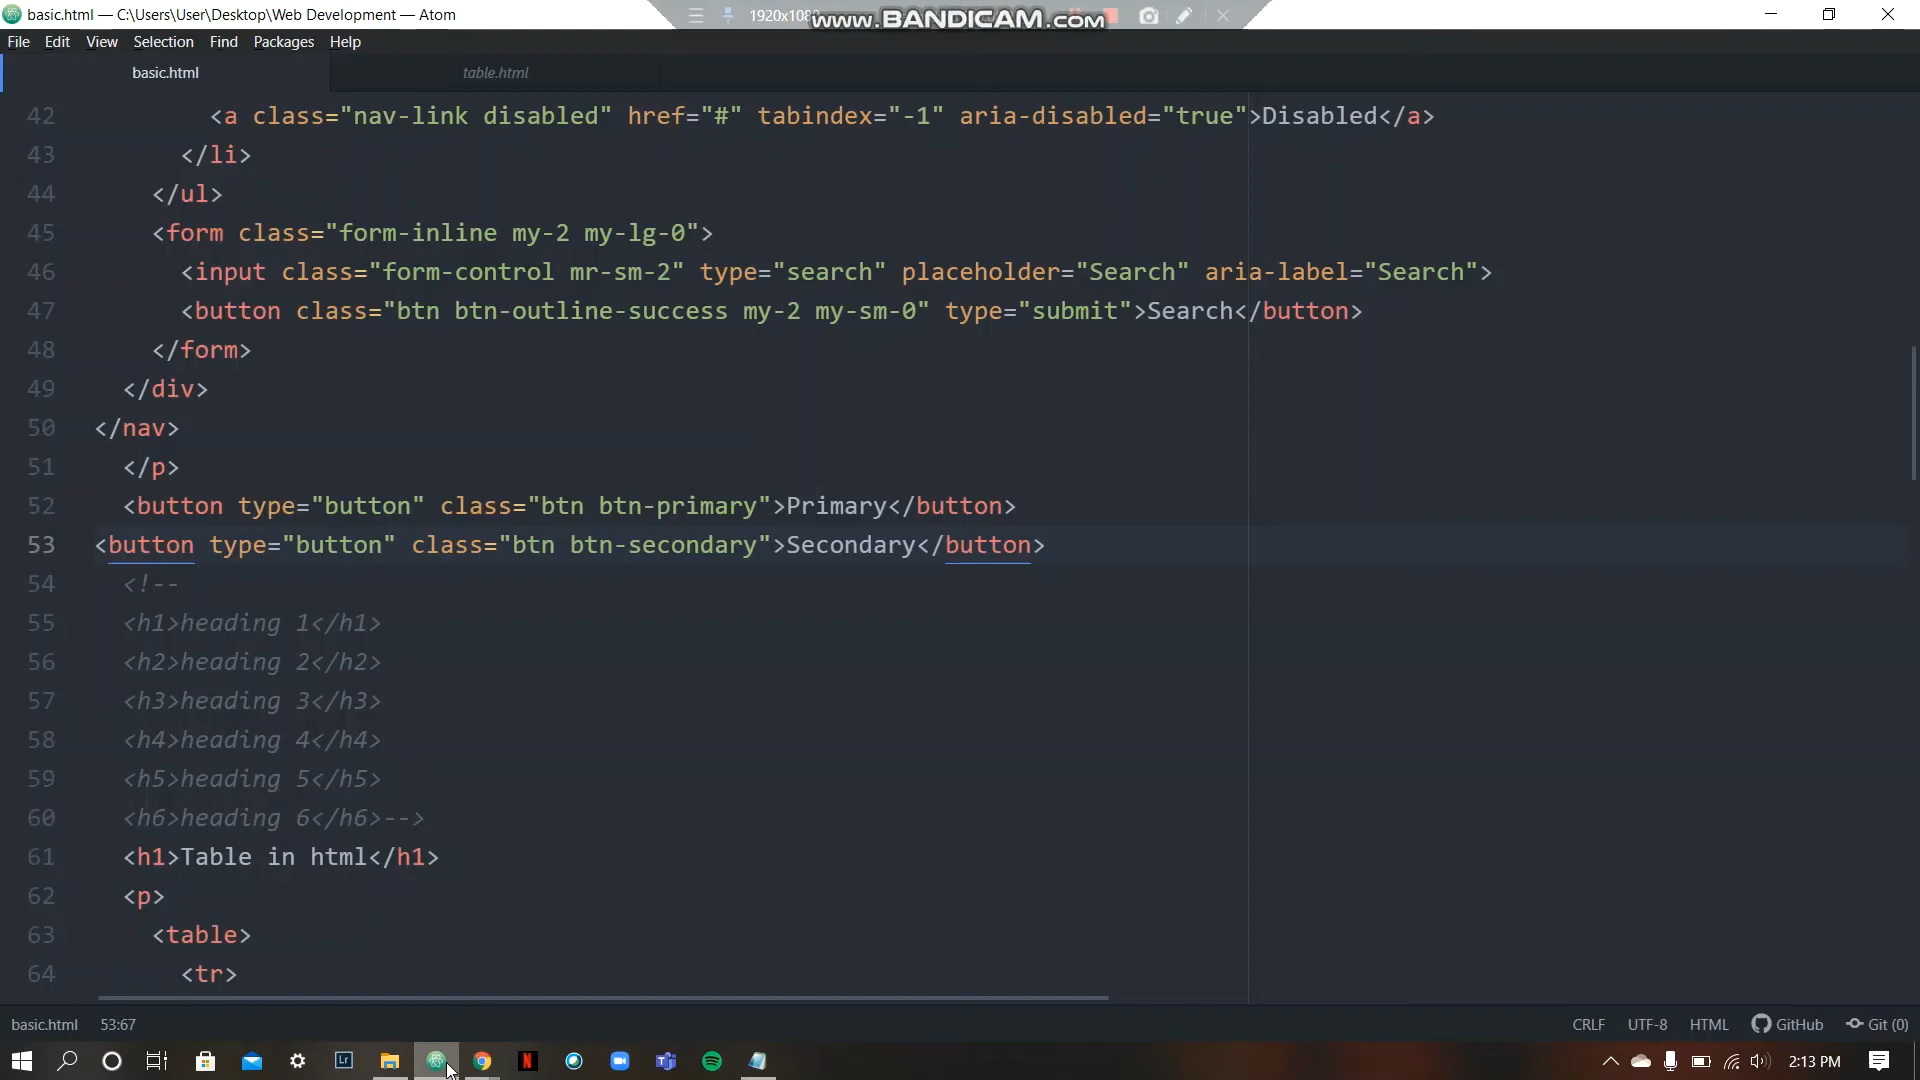 basic.html — C:\Users\User\Desktop\Web Development — Atom
1920x108
www.BANDICAM.com
File Edit View Selection Find Packages Help
basic.html table.html
42 <a class="nav-link disabled" href="#" tabindex="-1" aria-disabled="true">Disabled</a>
43 </li>
44 </ul>
45 <form class="form-inline my-2 my-lg-0">
46 <input class="form-control mr-sm-2" type="search" placeholder="Search" aria-label="Search">
47 <button class="btn btn-outline-success my-2 my-sm-0" type="submit">Search</button>
48 </form>
49 </div>
50 </nav>
51 </p>
52 <button type="button" class="btn btn-primary">Primary</button>
53 <button type="button" class="btn btn-secondary">Secondary</button>
54 <!--
55 <h1>heading 1</h1>
56 <h2>heading 2</h2>
57 <h3>heading 3</h3>
58 <h4>heading 4</h4>
59 <h5>heading 5</h5>
60 <h6>heading 6</h6>-->
61 <h1>Table in html</h1>
62 <p>
63 <table>
64 <tr>
basic.html 53:67 CRLF UTF-8 HTML GitHub Git (0)
Lr N 2:13 PM